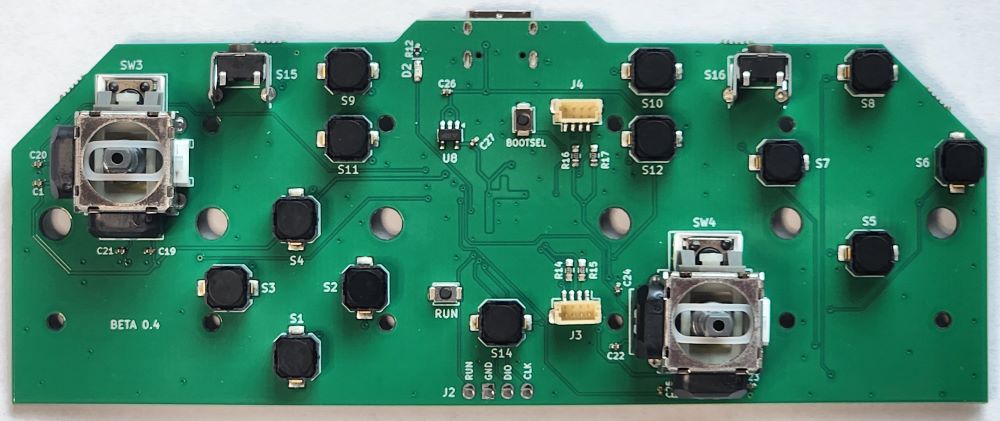 SW3
S15
S9
R12
D2
C26
J4
S10
S16
S8
C20
C1
S11
U8
C27
BOOTSEL
R16
R17
S12
S7
S6
C21
C19
S4
SW4
S5
S3
S2
RUN
R14
R15
C24
BETA 0.4
S1
S14
J3
C22
J2
RUN
GND
DIO
CLK